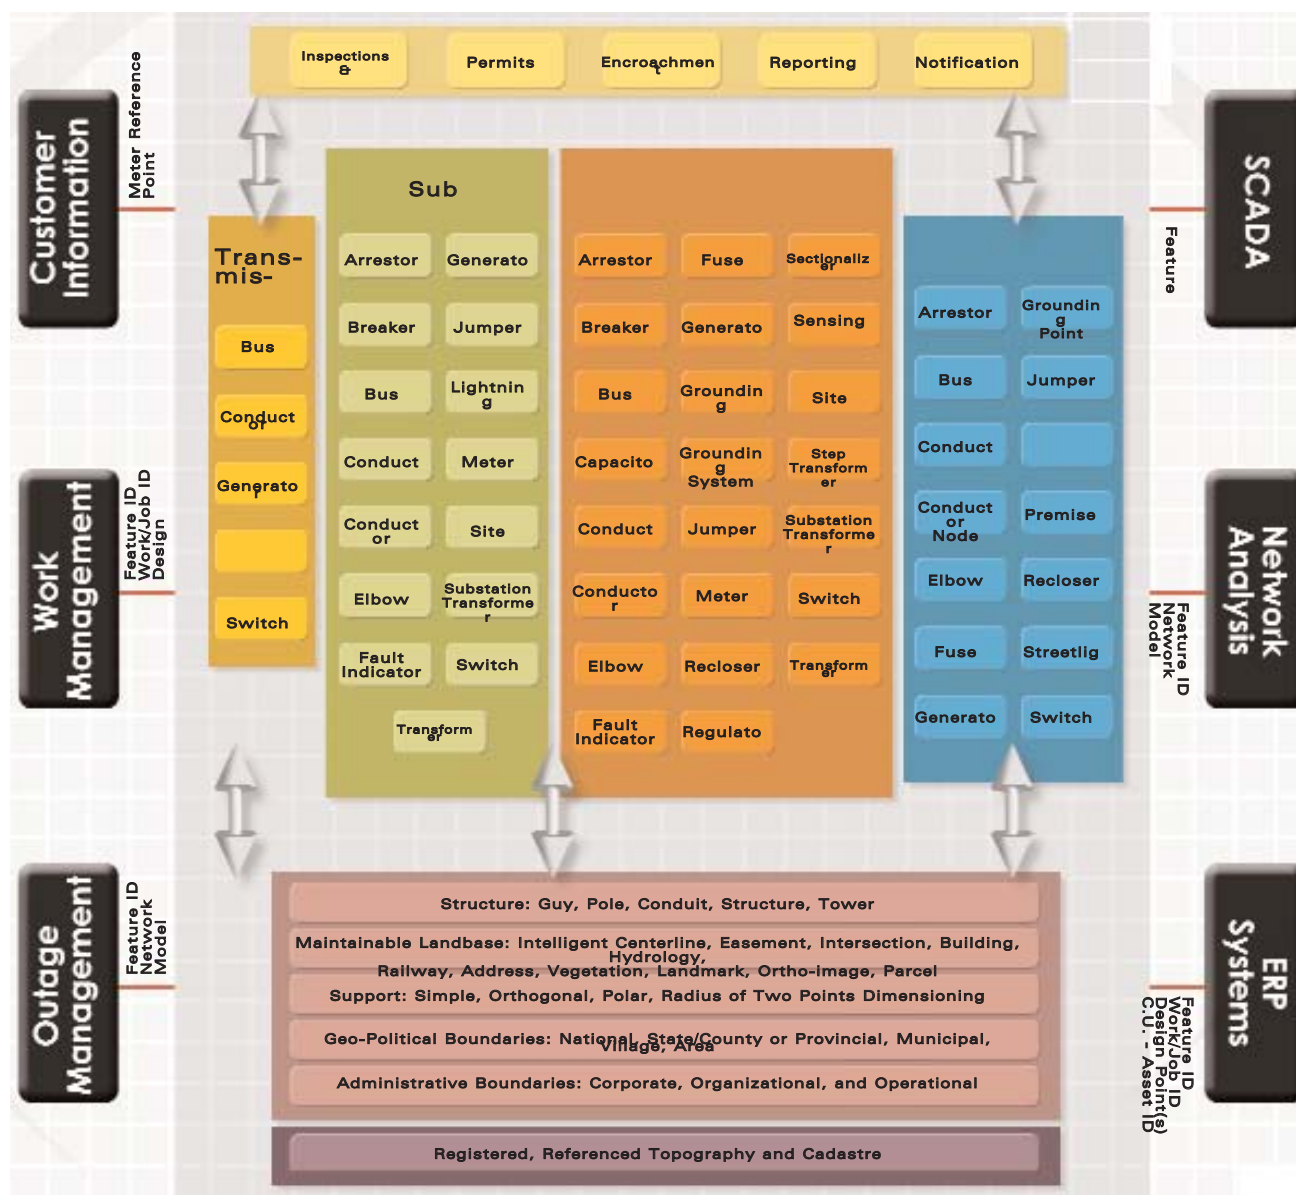 Inspections
&
Permits
Encroachmen
t
Reporting
Notification
Customer
Information
Meter Reference
Point
Work
Management
Feature ID
Work/Job ID
Design
Outage
Management
Feature ID
Network
Model
Trans-
mis-
Bus
Conduct
or
Generato
r
Switch
Sub
Arrestor
Generato
Breaker
Jumper
Bus
Lightnin
g
Conduct
Meter
Conduct
or
Site
Elbow
Substation
Transforme
r
Fault
Indicator
Switch
Transform
er
Arrestor
Fuse
Sectionaliz
er
Breaker
Generato
Sensing
Bus
Groundin
g
Site
Capacito
Groundin
g
System
Step
Transform
er
Conduct
Jumper
Substation
Transforme
r
Conducto
r
Meter
Switch
Elbow
Recloser
Transform
er
Fault
Indicator
Regulato
Arrestor
Groundin
g
Point
Bus
Jumper
Conduct
Conduct
or
Node
Premise
Elbow
Recloser
Fuse
Streetlig
Generato
Switch
SCADA
Feature
Network
Analysis
Feature ID
Network
Model
ERP
Systems
Feature ID
Work/Job ID
Design Point(s)
C.U. - Asset ID
Structure: Guy, Pole, Conduit, Structure, Tower
Maintainable Landbase: Intelligent Centerline, Easement, Intersection, Building,
Hydrology,
Railway, Address, Vegetation, Landmark, Ortho-image, Parcel
Support: Simple, Orthogonal, Polar, Radius of Two Points Dimensioning
Geo-Political Boundaries: National, State/County or Provincial, Municipal,
Village, Area
Administrative Boundaries: Corporate, Organizational, and Operational
Registered, Referenced Topography and Cadastre